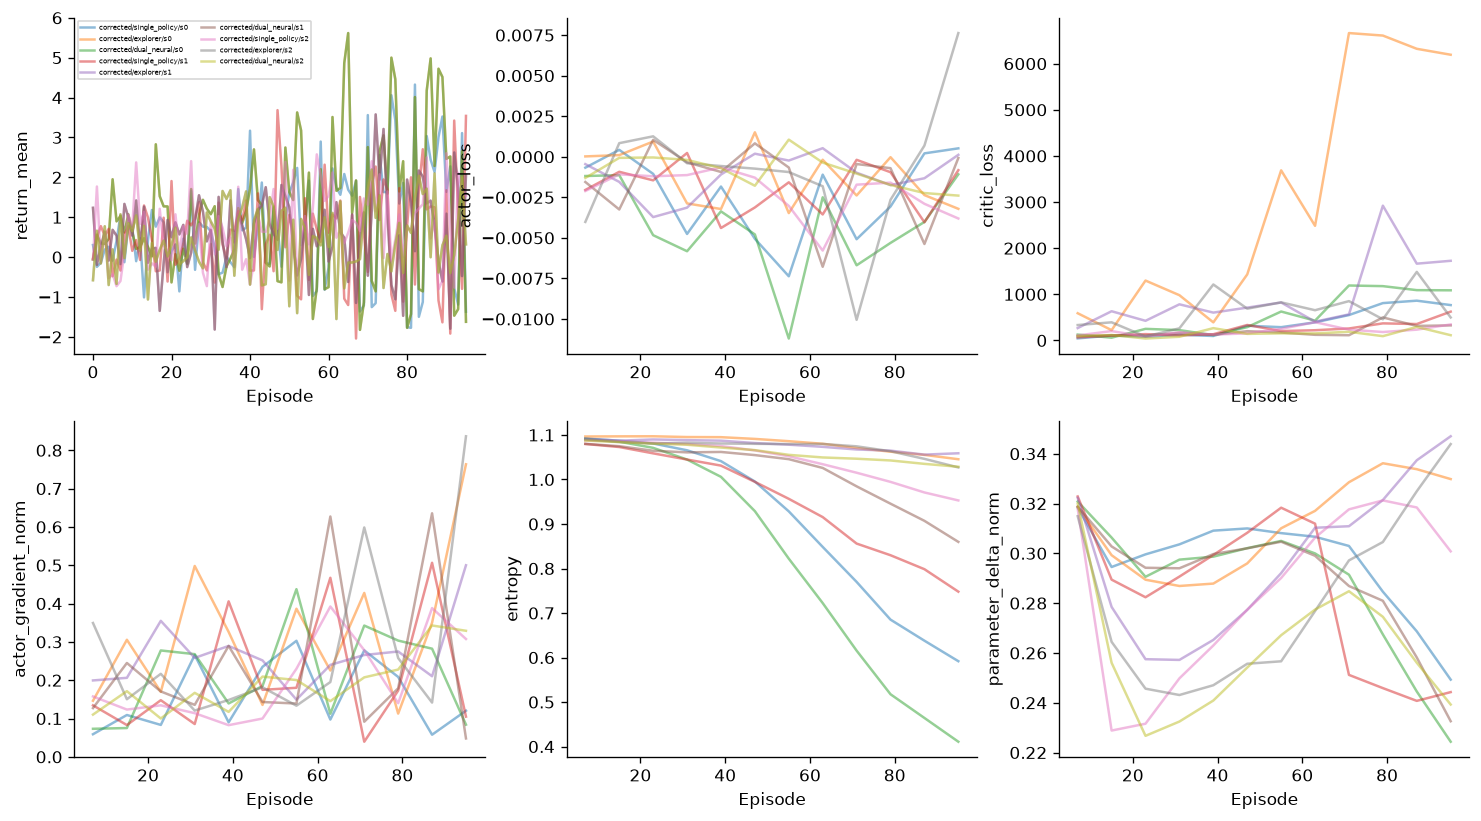 corrected/single_policy/s0
corrected/explorer/s0
corrected/dual_neural/s0
corrected/single_policy/s1
corrected/explorer/s1
corrected/dual_neural/s1
corrected/single_policy/s2
corrected/explorer/s2
corrected/dual_neural/s2
return_mean
6
5
4
3
2
1
0
−1
−2
0 20 40 60 80
Episode
actor_loss
0.0075
0.0050
0.0025
0.0000
−0.0025
−0.0050
−0.0075
−0.0100
20 40 60 80
Episode
critic_loss
6000
5000
4000
3000
2000
1000
0
20 40 60 80
Episode
actor_gradient_norm
0.8
0.7
0.6
0.5
0.4
0.3
0.2
0.1
0.0
20 40 60 80
Episode
entropy
1.1
1.0
0.9
0.8
0.7
0.6
0.5
0.4
20 40 60 80
Episode
parameter_delta_norm
0.34
0.32
0.30
0.28
0.26
0.24
0.22
20 40 60 80
Episode